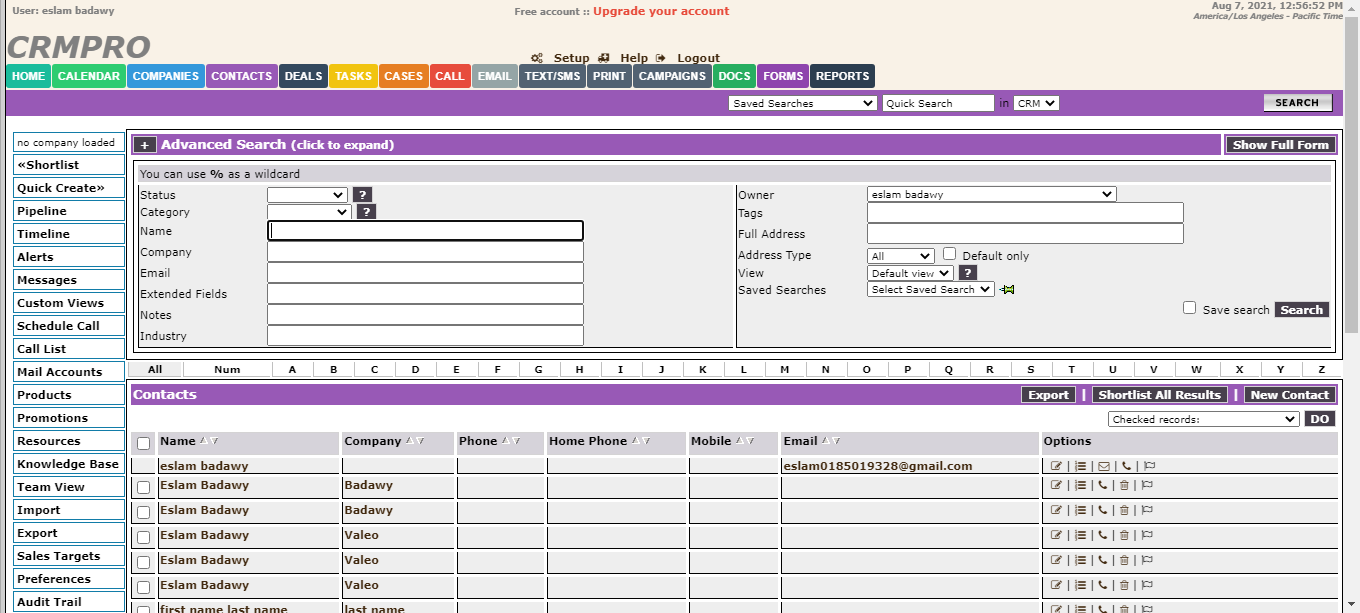 User: eslam badawy
Free account :: Upgrade your account
Aug 7, 2021, 12:56:52 PM
America/Los Angeles - Pacific Time
CRMPRO
Setup Help Logout
HOME CALENDAR COMPANIES CONTACTS DEALS TASKS CASES CALL EMAIL TEXT/SMS PRINT CAMPAIGNS DOCS FORMS REPORTS
Saved Searches Quick Search in CRM SEARCH
no company loaded
«Shortlist
Quick Create»
Pipeline
Timeline
Alerts
Messages
Custom Views
Schedule Call
Call List
Mail Accounts
Products
Promotions
Resources
Knowledge Base
Team View
Import
Export
Sales Targets
Preferences
Audit Trail
+ Advanced Search (click to expand) Show Full Form
You can use % as a wildcard
Status ?
Category ?
Name
Company
Email
Extended Fields
Notes
Industry
Owner eslam badawy
Tags
Full Address
Address Type All Default only
View Default view ?
Saved Searches Select Saved Search
Save search Search
All Num A B C D E F G H I J K L M N O P Q R S T U V W X Y Z
Contacts Export | Shortlist All Results | New Contact
Checked records: DO
Name Company Phone Home Phone Mobile Email Options
eslam badawy eslam0185019328@gmail.com | | | |
Eslam Badawy Badawy | | | |
Eslam Badawy Badawy | | | |
Eslam Badawy Valeo | | | |
Eslam Badawy Valeo | | | |
Eslam Badawy Valeo | | | |
first name last name last name | | | |